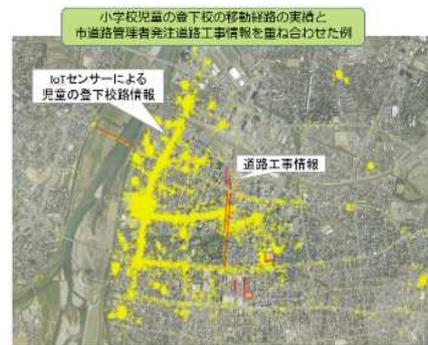 小学校児童の登下校の移動経路の実績と
市道路管理者発注道路工事情報を重ね合わせた例
IoTセンサーによる
児童の登下校路情報
道路工事情報